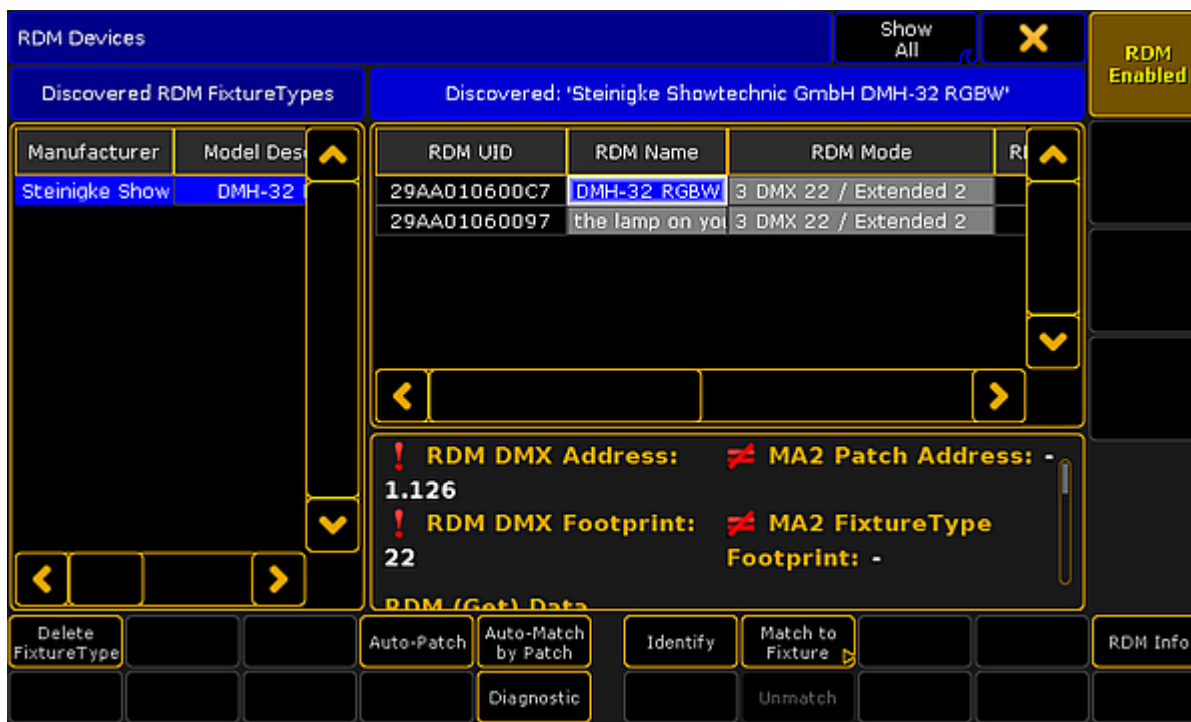 RDM Devices
Show
All
RDM
Enabled
Discovered RDM FixtureTypes
Discovered: 'Steinigke Showtechnic GmbH DMH-32 RGBW'
Manufacturer Model Des
RDM UID RDM Name RDM Mode R
Steinigke Show DMH-32
29AA010600C7 DMH-32 RGBW 3 DMX 22 / Extended 2
29AA01060097 the lamp on you 3 DMX 22 / Extended 2
! RDM DMX Address: ≠ MA2 Patch Address: -
1.126
! RDM DMX Footprint: ≠ MA2 FixtureType
22 Footprint: -
RDM (Get) Data
Delete
FixtureType
Auto-Patch
Auto-Match
by Patch
Identify
Match to
Fixture
RDM Info
Diagnostic
Unmatch